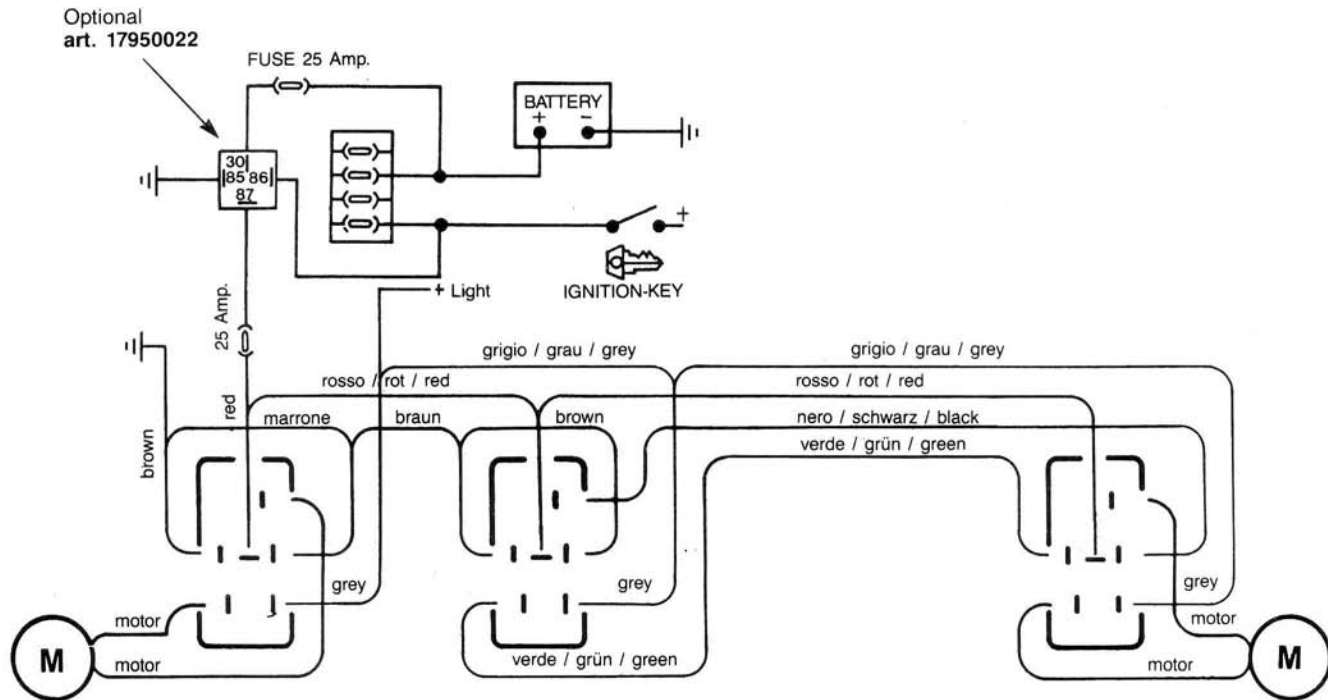 Optional
art. 17950022
FUSE 25 Amp.
BATTERY
+ -
30
85 86
87
+
IGNITION-KEY
+ Light
25 Amp.
red
brown
grigio / grau / grey
grigio / grau / grey
rosso / rot / red
rosso / rot / red
marrone
braun
brown
nero / schwarz / black
verde / grün / green
grey
grey
grey
motor
motor
M
verde / grün / green
motor
motor
M